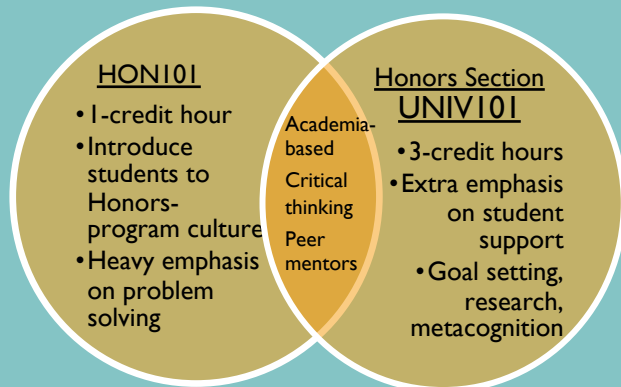 HON101
•1-credit hour
•Introduce
students to
Honors-
program culture
•Heavy emphasis
on problem
solving
Academia-
based
Critical
thinking
Peer
mentors
Honors Section
UNIV101
•3-credit hours
•Extra emphasis
on student
support
•Goal setting,
research,
metacognition